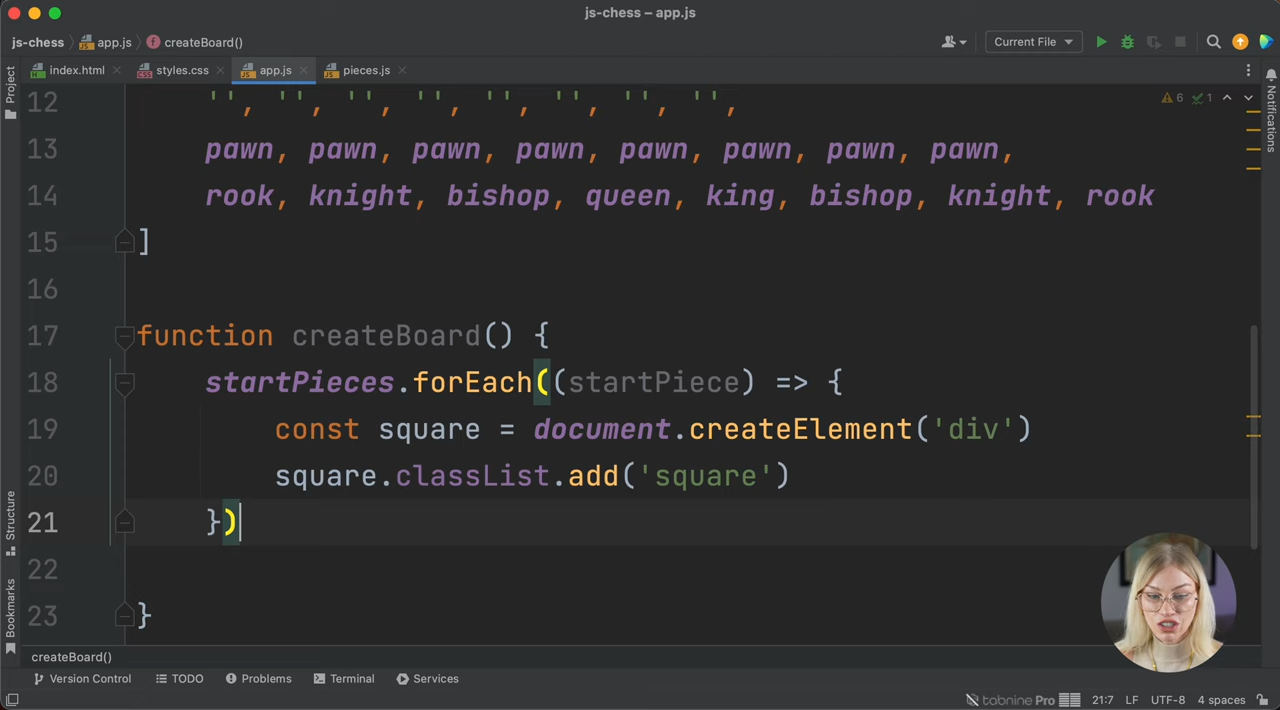 js-chess – app.js
js-chess app.js createBoard() Current File
index.html styles.css app.js pieces.js
Project
Notifications
6 1
12 '', '', '', '', '', '', '', '',
13 pawn, pawn, pawn, pawn, pawn, pawn, pawn, pawn,
14 rook, knight, bishop, queen, king, bishop, knight, rook
15 ]
16
17 function createBoard() {
18 startPieces.forEach((startPiece) => {
19 const square = document.createElement('div')
20 square.classList.add('square')
21 })
22
23 }
Structure
Bookmarks
createBoard()
Version Control TODO Problems Terminal Services
tabnine Pro 21:7 LF UTF-8 4 spaces